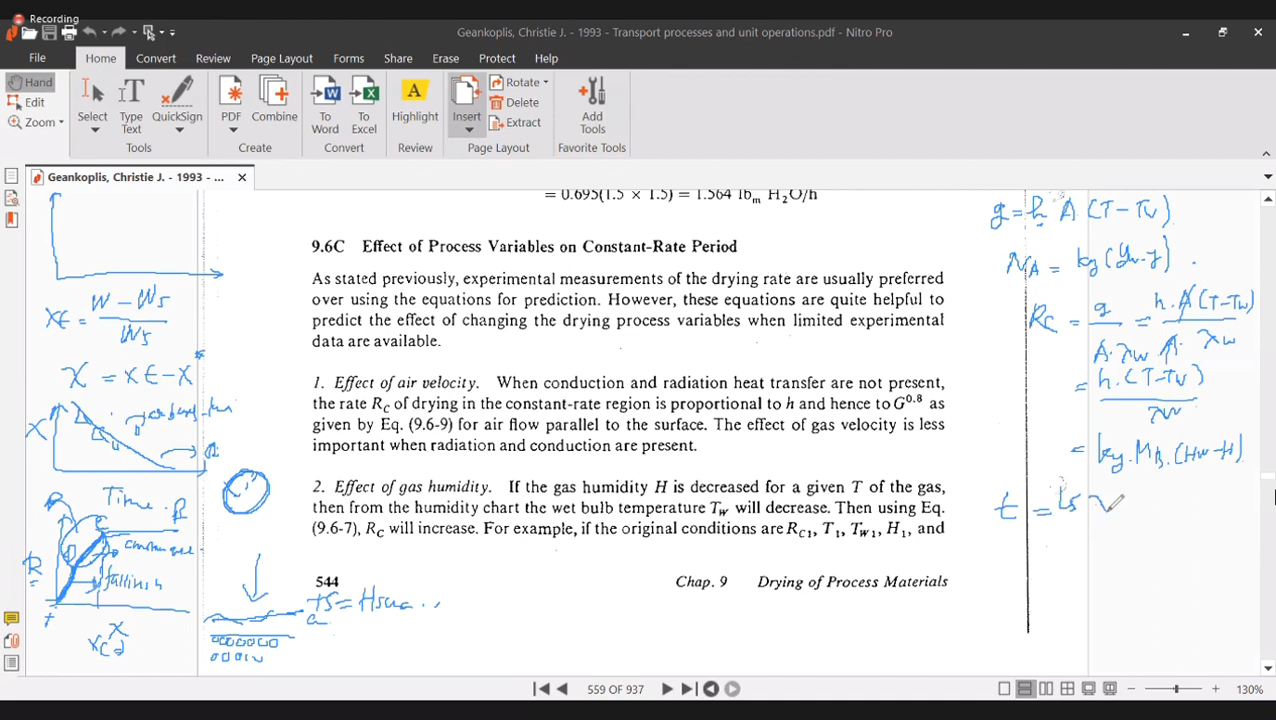 Recording
Geankoplis, Christie J. - 1993 - Transport processes and unit operations.pdf - Nitro Pro
File Home Convert Review Page Layout Forms Share Erase Protect Help
Hand
Edit
Zoom
Select
Type Text
QuickSign
PDF
Combine
To Word
To Excel
Highlight
Insert
Rotate
Delete
Extract
Add Tools
Tools Create Convert Review Page Layout Favorite Tools
Geankoplis, Christie J. - 1993 - ...
= 0.695(1.5 × 1.5) = 1.564 lbm H2O/h
9.6C Effect of Process Variables on Constant-Rate Period
As stated previously, experimental measurements of the drying rate are usually preferred
over using the equations for prediction. However, these equations are quite helpful to
predict the effect of changing the drying process variables when limited experimental
data are available.
1. Effect of air velocity. When conduction and radiation heat transfer are not present,
the rate RC of drying in the constant-rate region is proportional to h and hence to G0.8 as
given by Eq. (9.6-9) for air flow parallel to the surface. The effect of gas velocity is less
important when radiation and conduction are present.
2. Effect of gas humidity. If the gas humidity H is decreased for a given T of the gas,
then from the humidity chart the wet bulb temperature TW will decrease. Then using Eq.
(9.6-7), RC will increase. For example, if the original conditions are RC1, T1, TW1, H1, and
544 Chap. 9 Drying of Process Materials
Xt = W - Ws
Ws
X = Xt - X*
X
Time
R
X
q = h A (T - Tw)
NA = ky (yw - y)
Rc = q = h . A (T - Tw)
A . λw A . λw
= h . (T - Tw)
λw
= ky . MB . (Hw - H)
t = Ls
559 OF 937
130%